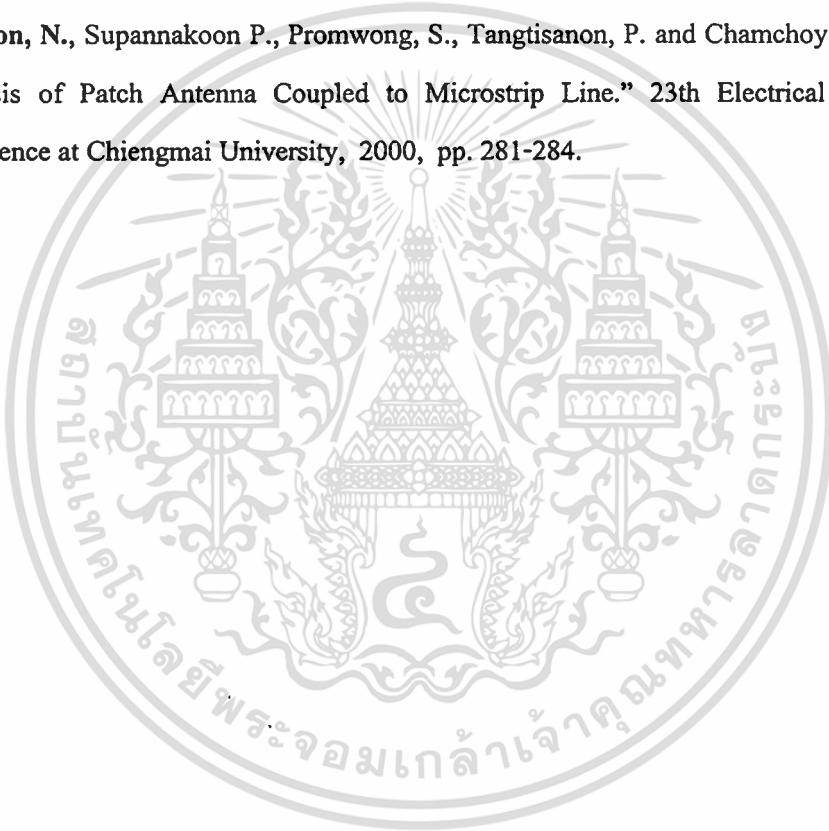 on, N., Supannakoon P., Promwong, S., Tangtisanon, P. and Chamchoy
is of Patch Antenna Coupled to Microstrip Line.” 23th Electrical
ence at Chiengmai University, 2000, pp. 281-284.
สถาบันเทคโนโลยีพระจอมเกล้าเจ้าคุณทหารลาดกระบัง